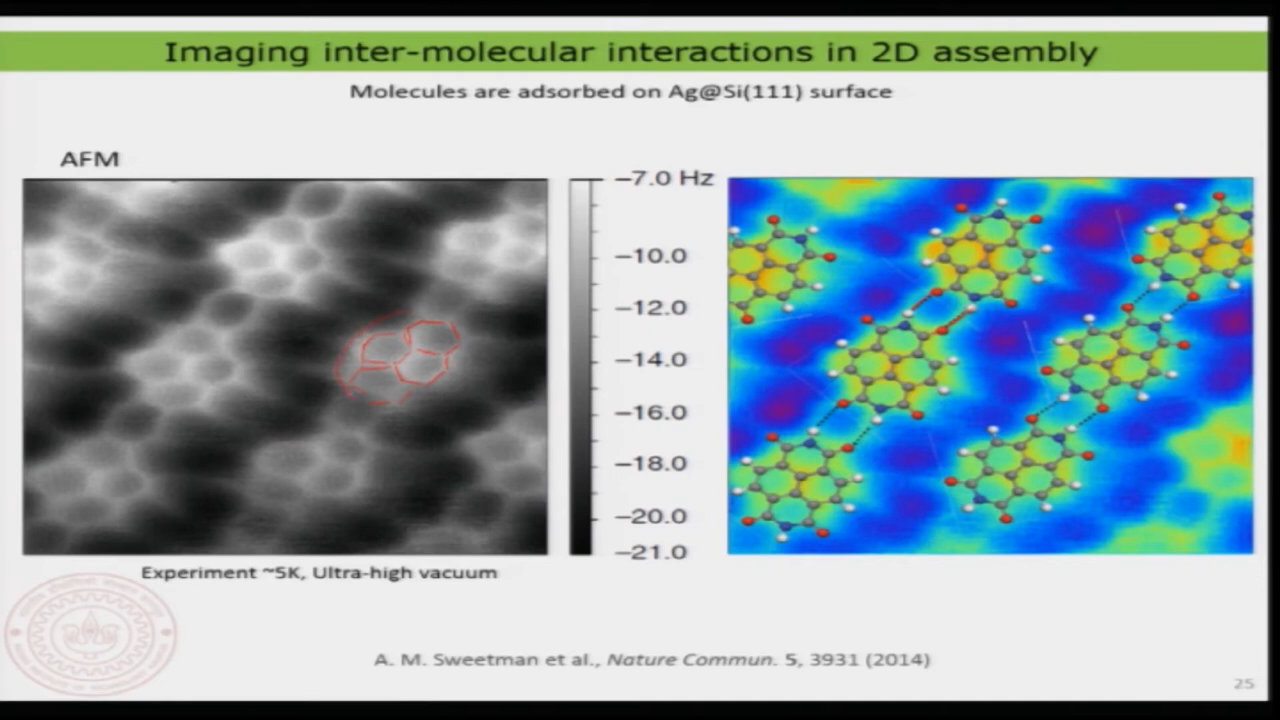 Imaging inter-molecular interactions in 2D assembly
Molecules are adsorbed on Ag@Si(111) surface
AFM
−7.0 Hz
−10.0
−12.0
−14.0
−16.0
−18.0
−20.0
−21.0
Experiment ~5K, Ultra-high vacuum
A. M. Sweetman et al., Nature Commun. 5, 3931 (2014)
25